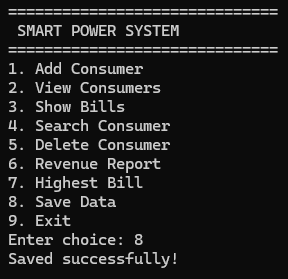 ==============================
SMART POWER SYSTEM
==============================
1. Add Consumer
2. View Consumers
3. Show Bills
4. Search Consumer
5. Delete Consumer
6. Revenue Report
7. Highest Bill
8. Save Data
9. Exit
Enter choice: 8
Saved successfully!